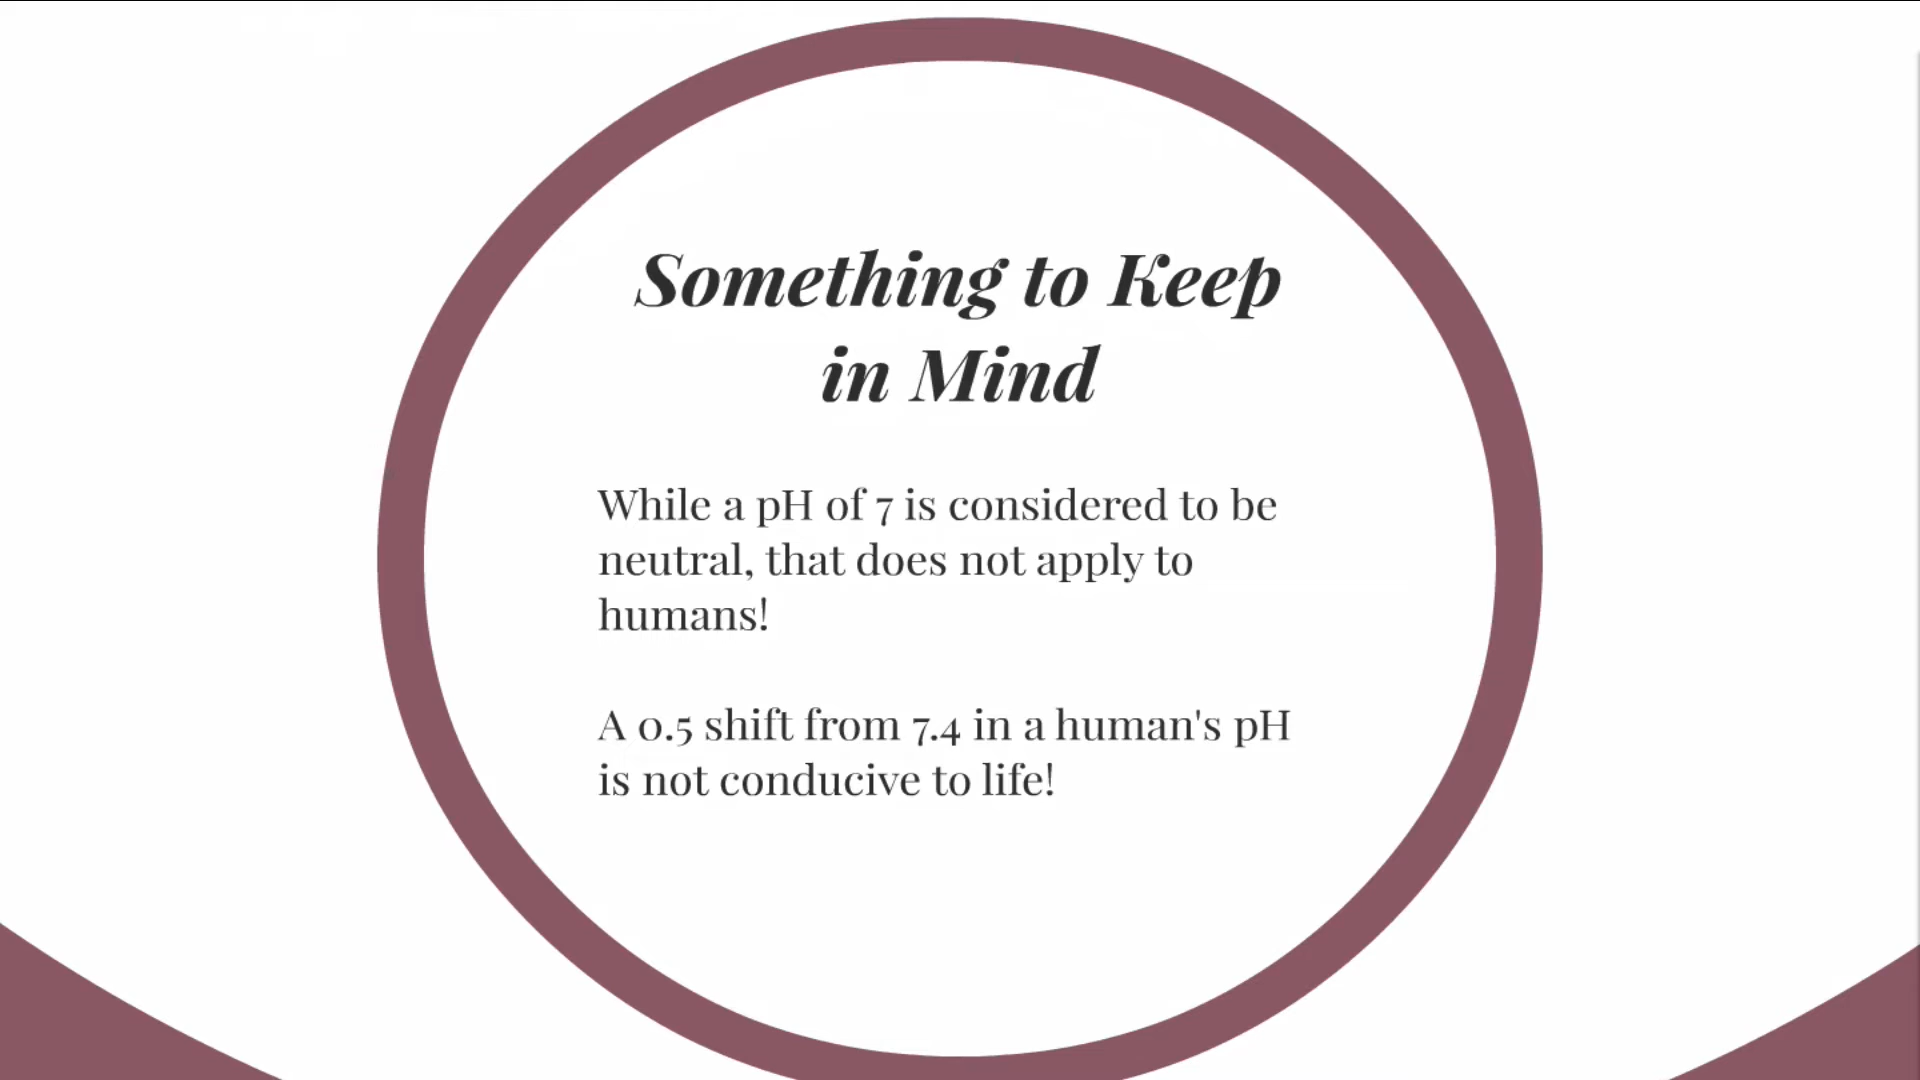 Something to Keep
in Mind
While a pH of 7 is considered to be
neutral, that does not apply to
humans!
A 0.5 shift from 7.4 in a human's pH
is not conducive to life!